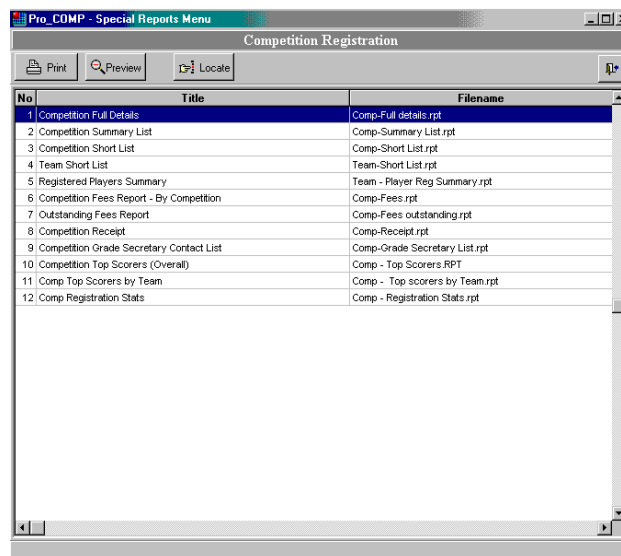 Pro_COMP - Special Reports Menu
Competition Registration
Print Preview Locate
No Title Filename
1 Competition Full Details Comp-Full details.rpt
2 Competition Summary List Comp-Summary List.rpt
3 Competition Short List Comp-Short List.rpt
4 Team Short List Team-Short List.rpt
5 Registered Players Summary Team - Player Reg Summary.rpt
6 Competition Fees Report - By Competition Comp-Fees.rpt
7 Outstanding Fees Report Comp-Fees outstanding.rpt
8 Competition Receipt Comp-Receipt.rpt
9 Competition Grade Secretary Contact List Comp-Grade Secretary List.rpt
10 Competition Top Scorers (Overall) Comp - Top Scorers.RPT
11 Comp Top Scorers by Team Comp -  Top scorers by Team.rpt
12 Comp Registration Stats Comp - Registration Stats.rpt